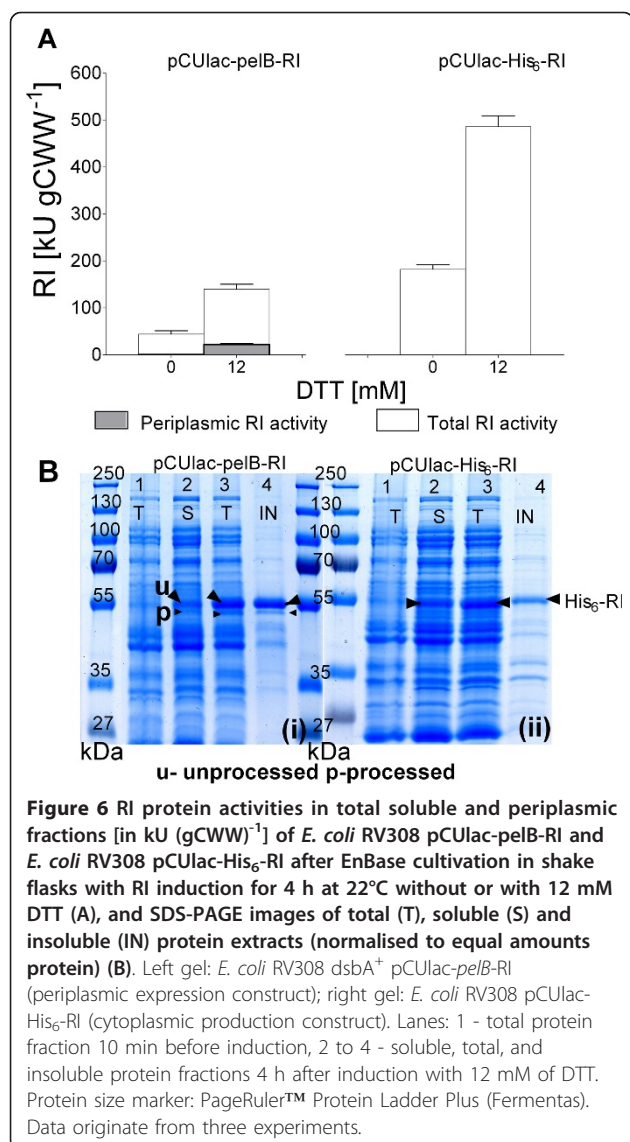 A
pCUlac-pelB-RI pCUlac-His₆-RI
600
500
400
300
200
100
0
RI [kU gCWW⁻¹]
0 12 0 12
DTT [mM]
Periplasmic RI activity Total RI activity
B
pCUlac-pelB-RI pCUlac-His₆-RI
250 1 2 3 4 250 1 2 3 4
130 T S T IN 130 T S T IN
100 100
70 70
u
55 55 His₆-RI
p
35 35
27 (i) 27 (ii)
kDa kDa
u- unprocessed p-processed
Figure 6 RI protein activities in total soluble and periplasmic
fractions [in kU (gCWW)⁻¹] of E. coli RV308 pCUlac-pelB-RI and
E. coli RV308 pCUlac-His₆-RI after EnBase cultivation in shake
flasks with RI induction for 4 h at 22°C without or with 12 mM
DTT (A), and SDS-PAGE images of total (T), soluble (S) and
insoluble (IN) protein extracts (normalised to equal amounts
protein) (B). Left gel: E. coli RV308 dsbA⁺ pCUlac-pelB-RI
(periplasmic expression construct); right gel: E. coli RV308 pCUlac-
His₆-RI (cytoplasmic production construct). Lanes: 1 - total protein
fraction 10 min before induction, 2 to 4 - soluble, total, and
insoluble protein fractions 4 h after induction with 12 mM of DTT.
Protein size marker: PageRuler™ Protein Ladder Plus (Fermentas).
Data originate from three experiments.